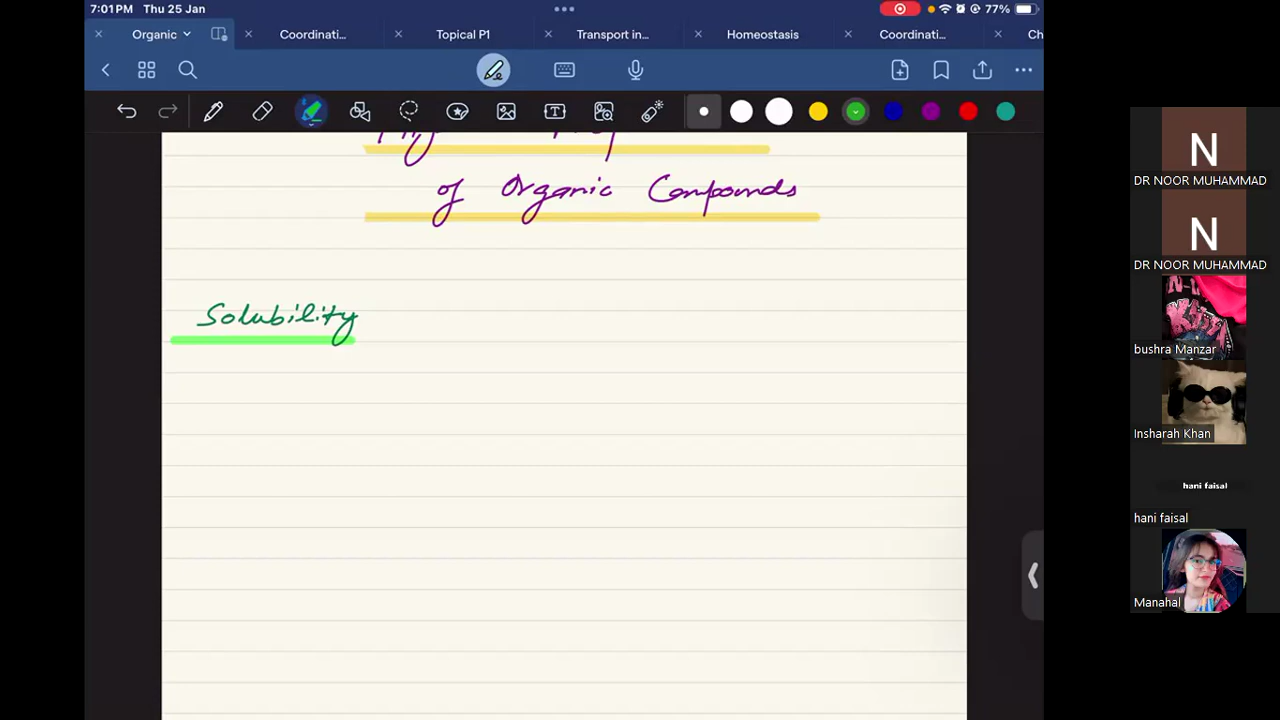 7:01PM Thu 25 Jan
77%
Organic
Coordinati...
Topical P1
Transport in...
Homeostasis
Coordinati...
Ch
of Organic Compounds
Solubility
N
DR NOOR MUHAMMAD
N
DR NOOR MUHAMMAD
bushra Manzar
Insharah Khan
hani faisal
hani faisal
Manahal